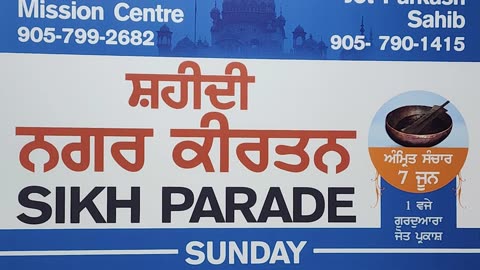 Mission Centre
905-799-2682
Sahib
905- 790-1415
ਸ਼ਹੀਦੀ
ਨਗਰ ਕੀਰਤਨ
SIKH PARADE
ਅੰਮ੍ਰਿਤ ਸੰਚਾਰ
7 ਜੂਨ
1 ਵਜੇ
ਗੁਰਦੁਆਰਾ
ਜੋਤ ਪ੍ਰਕਾਸ਼
SUNDAY